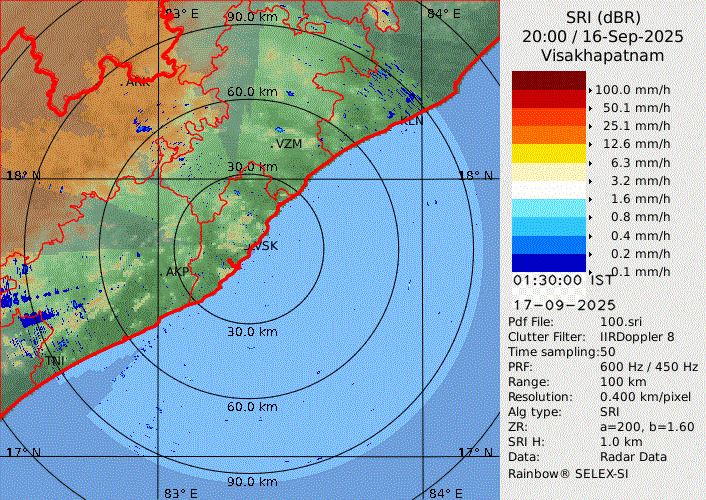 83° E
84° E
90.0 km
ARK
60.0 km
KLN
VZM
30.0 km
18° N
18° N
VSK
AKP
30.0 km
TNI
60.0 km
17° N
17° N
90.0 km
83° E
84° E
SRI (dBR)
20:00 / 16-Sep-2025
Visakhapatnam
100.0 mm/h
50.1 mm/h
25.1 mm/h
12.6 mm/h
6.3 mm/h
3.2 mm/h
1.6 mm/h
0.8 mm/h
0.4 mm/h
0.2 mm/h
0.1 mm/h
01:30:00 IST
17-09-2025
Pdf File: 100.sri
Clutter Filter: IIRDoppler 8
Time sampling:50
PRF: 600 Hz / 450 Hz
Range: 100 km
Resolution: 0.400 km/pixel
Alg type: SRI
ZR: a=200, b=1.60
SRI H: 1.0 km
Data: Radar Data
Rainbow® SELEX-SI